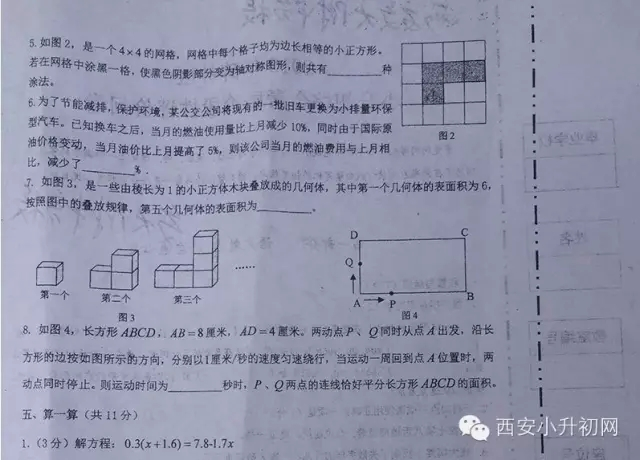 5. 如图2，是一个4×4的网格，网格中每个格子均为边长相等的小正方形。
若在网格中涂黑一格，使黑色阴影部分变为轴对称图形，则共有________种
涂法。
图2
6. 为了节能减排，保护环境，某公交公司将现有的一批旧车更换为小排量环保
型汽车。已知换车之后，当月的燃油使用量比上月减少10%，同时由于国际原
油价格变动，当月油价比上月提高了5%，则该公司当月的燃油费用与上月相
比，减少了________%.
7. 如图3，是一些由棱长为1的小正方体木块叠放成的几何体，其中第一个几何体的表面积为6，
按照图中的叠放规律，第五个几何体的表面积为________。
第一个
第二个
第三个
……
图3
D
C
Q
A
P
B
图4
8. 如图4，长方形ABCD，AB=8厘米，AD=4厘米。两动点P、Q同时从点A出发，沿长
方形的边按如图所示的方向，分别以1厘米/秒的速度匀速绕行，当运动一周回到点A位置时，两
动点同时停止。则运动时间为________秒时，P、Q两点的连线恰好平分长方形ABCD的面积。
五、算一算（共11分）
1.（3分）解方程：0.3(x+1.6)=7.8-1.7x
西安小升初网